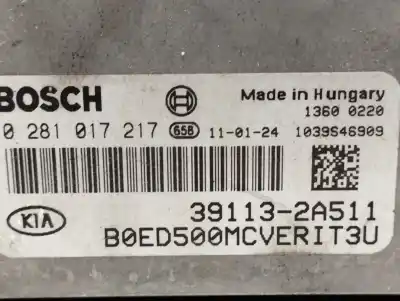 BOSCH
Made in Hungary
1360 0220
0 281 017 217 658 11-01-24 1039S46909
KIA
39113-2A511
B0ED500MCVERIT3U